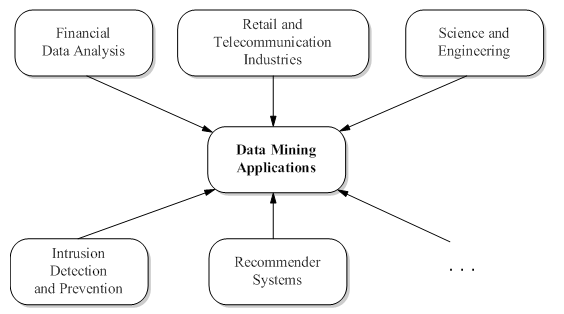 Financial
Data Analysis
Retail and
Telecommunication
Industries
Science and
Engineering
Data Mining
Applications
Intrusion
Detection
and Prevention
Recommender
Systems
. . .